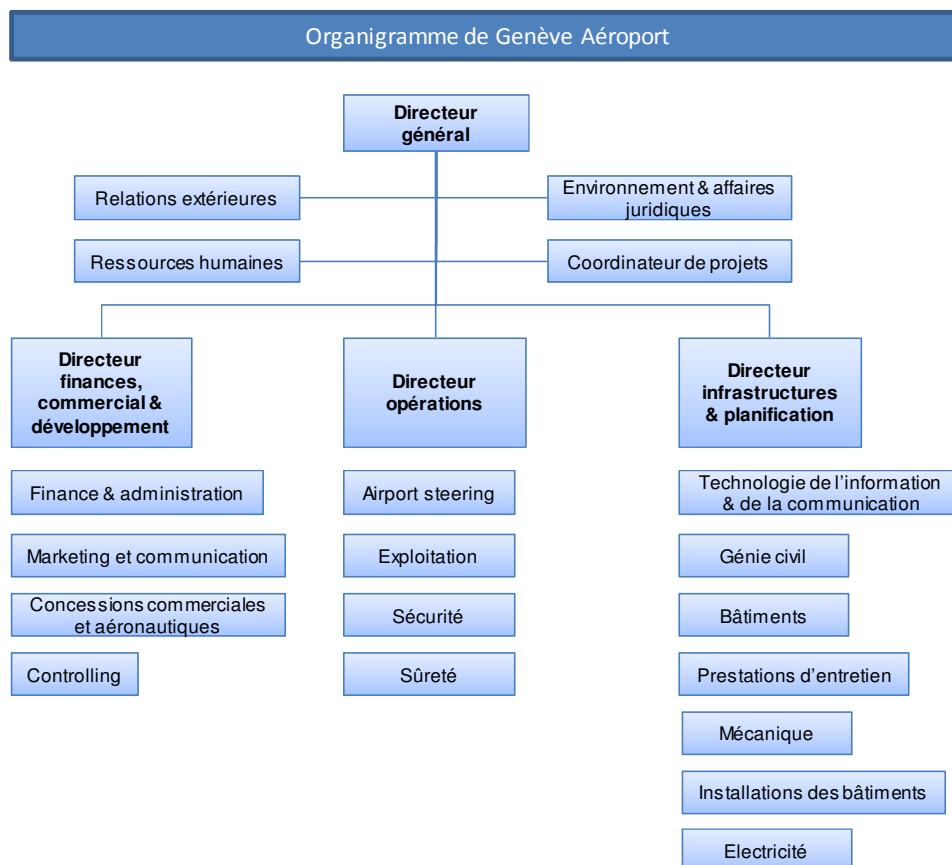 Organigramme de Genève Aéroport
Directeur
général
Relations extérieures
Environnement & affaires
juridiques
Ressources humaines
Coordinateur de projets
Directeur
finances,
commercial &
développement
Directeur
opérations
Directeur
infrastructures
& planification
Finance & administration
Marketing et communication
Concessions commerciales
et aéronautiques
Controlling
Airport steering
Exploitation
Sécurité
Sûreté
Technologie de l'information
& de la communication
Génie civil
Bâtiments
Prestations d'entretien
Mécanique
Installations des bâtiments
Electricité